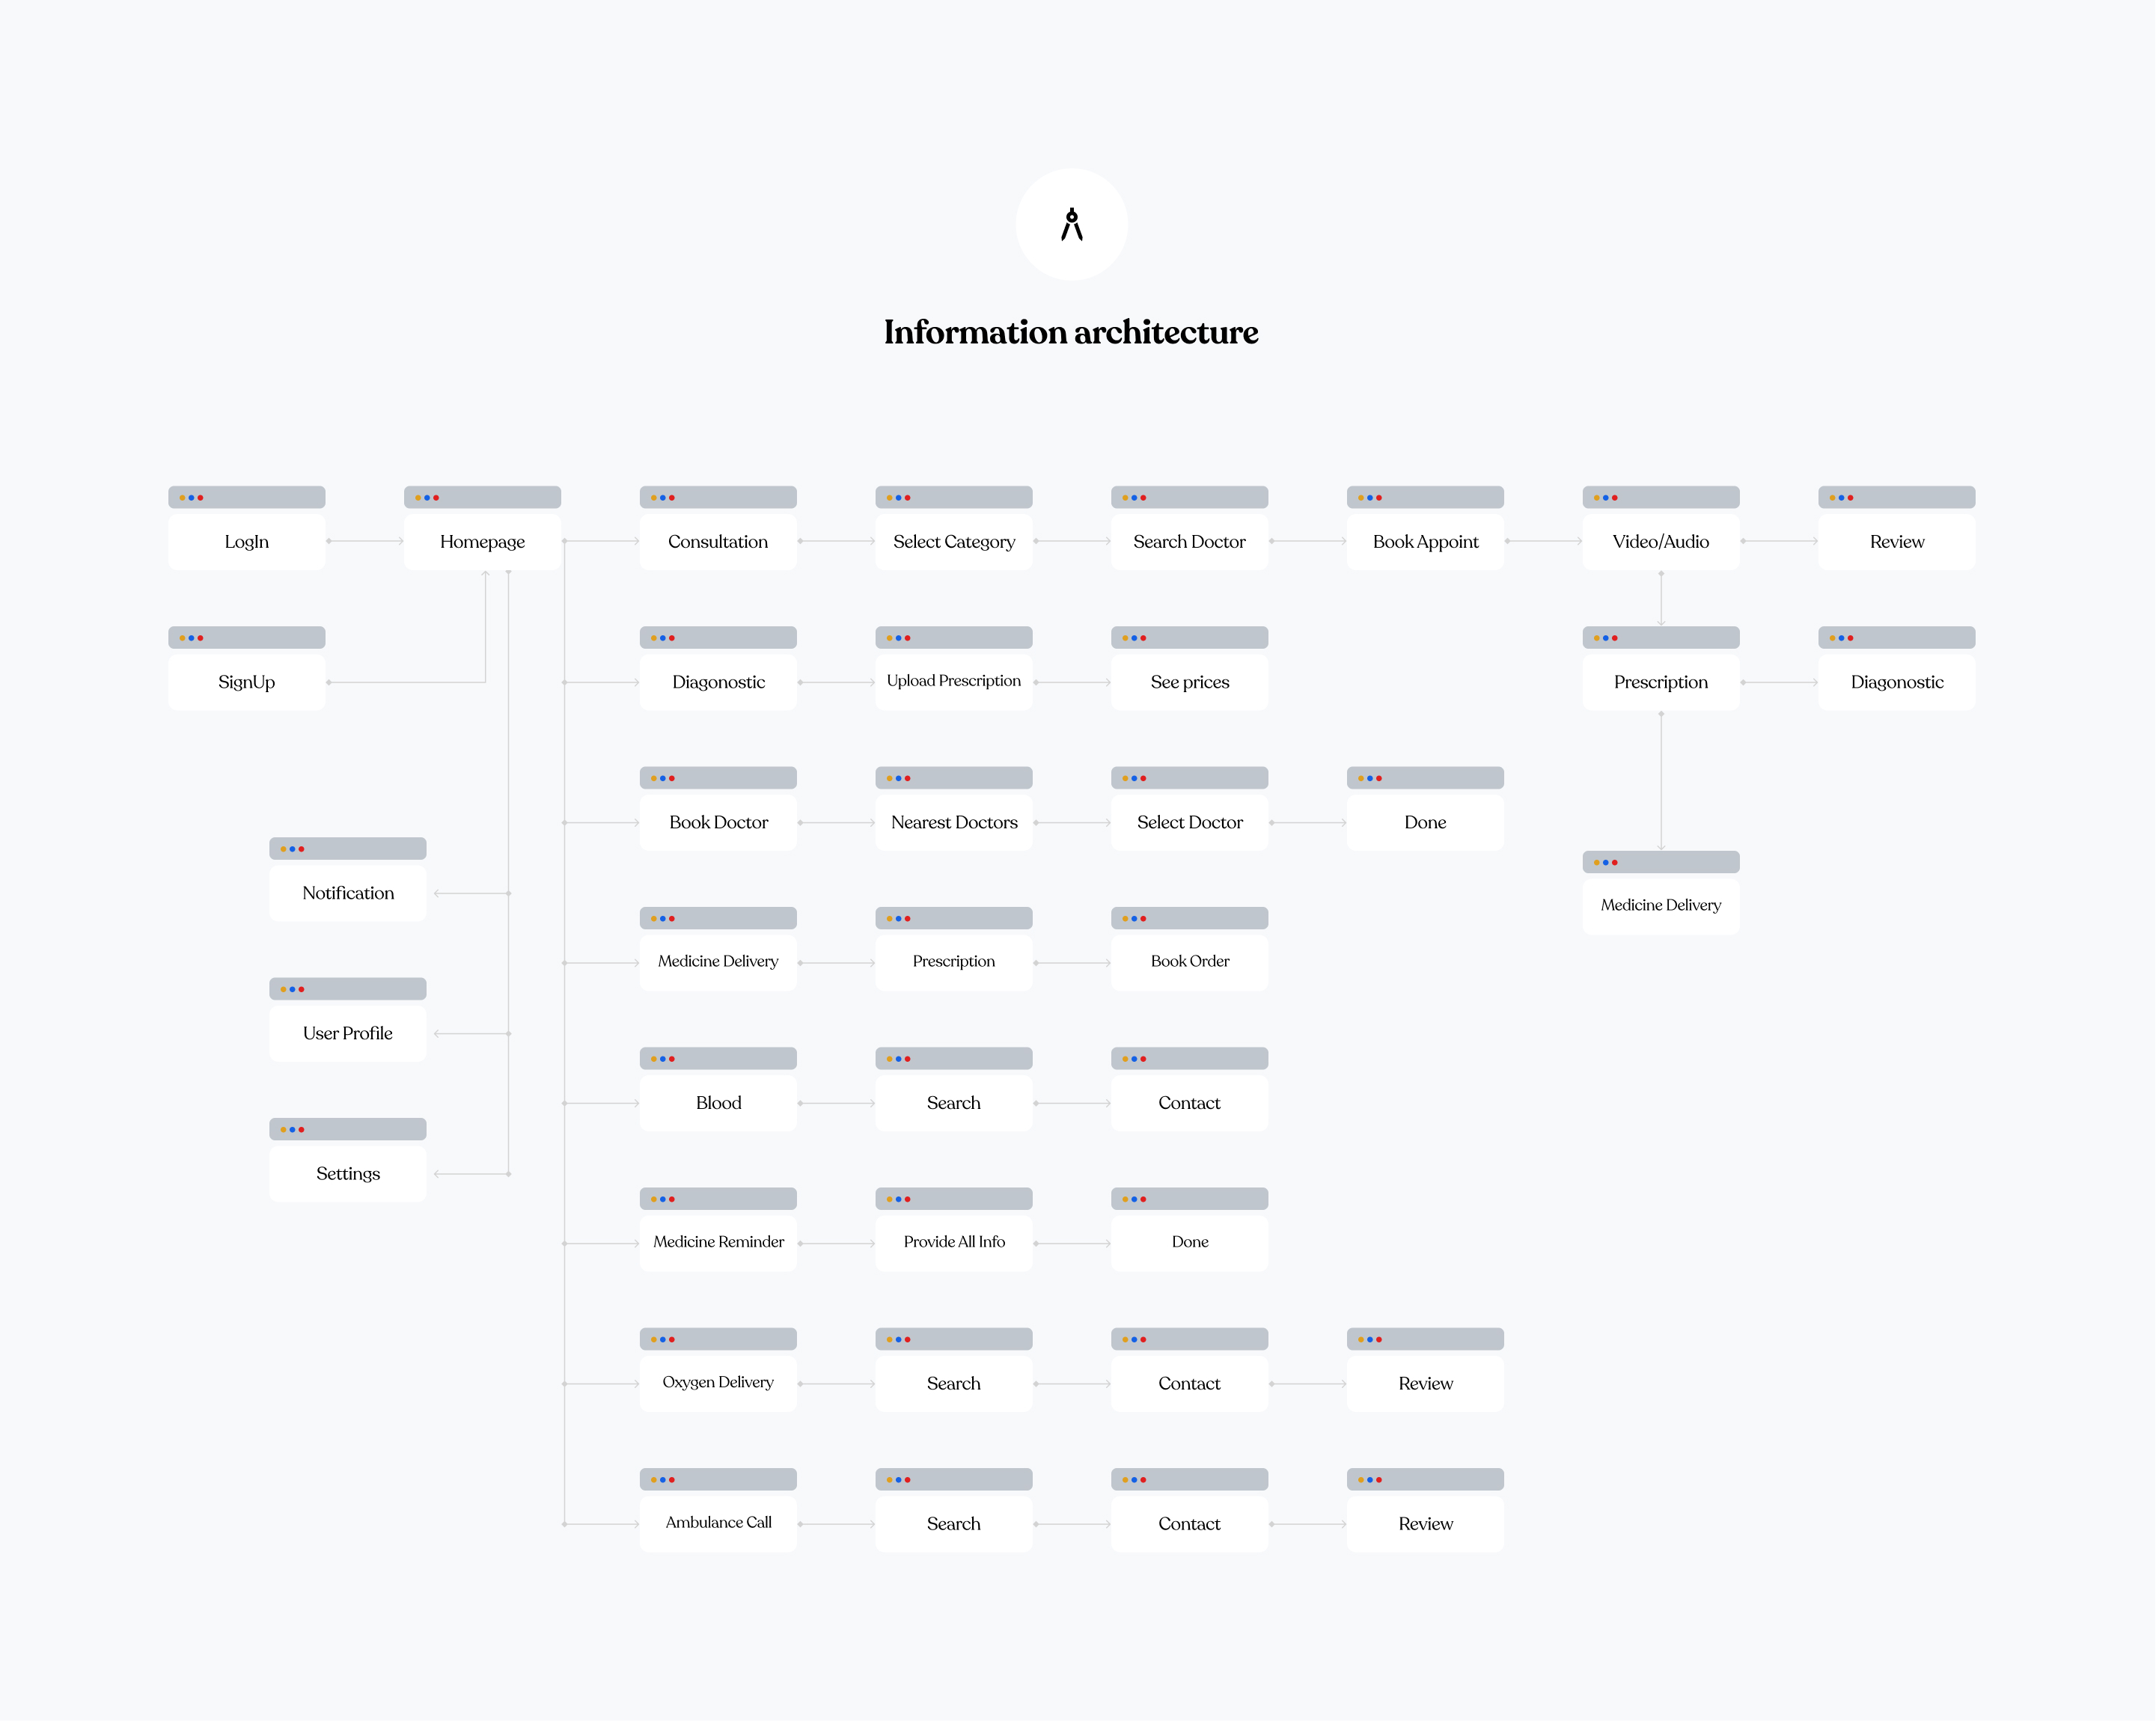 Information architecture
LogIn
Homepage
Consultation
Select Category
Search Doctor
Book Appoint
Video/Audio
Review
SignUp
Diagonostic
Upload Prescription
See prices
Prescription
Diagonostic
Book Doctor
Nearest Doctors
Select Doctor
Done
Notification
Medicine Delivery
Medicine Delivery
Prescription
Book Order
User Profile
Blood
Search
Contact
Settings
Medicine Reminder
Provide All Info
Done
Oxygen Delivery
Search
Contact
Review
Ambulance Call
Search
Contact
Review